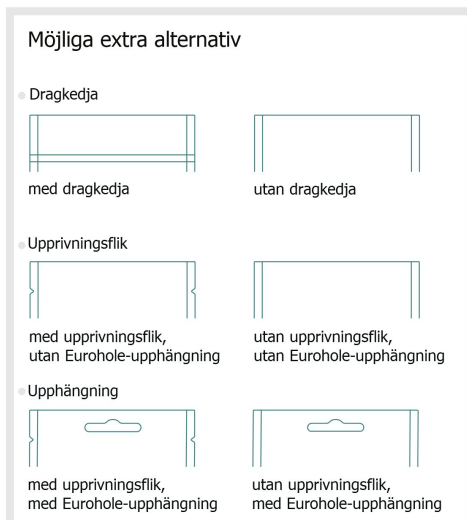 Möjliga extra alternativ
Dragkedja
med dragkedja
utan dragkedja
Upprivningsflik
med upprivningsflik,
utan Eurohole-upphängning
utan upprivningsflik,
utan Eurohole-upphängning
Upphängning
med upprivningsflik,
med Eurohole-upphängning
utan upprivningsflik,
med Eurohole-upphängning